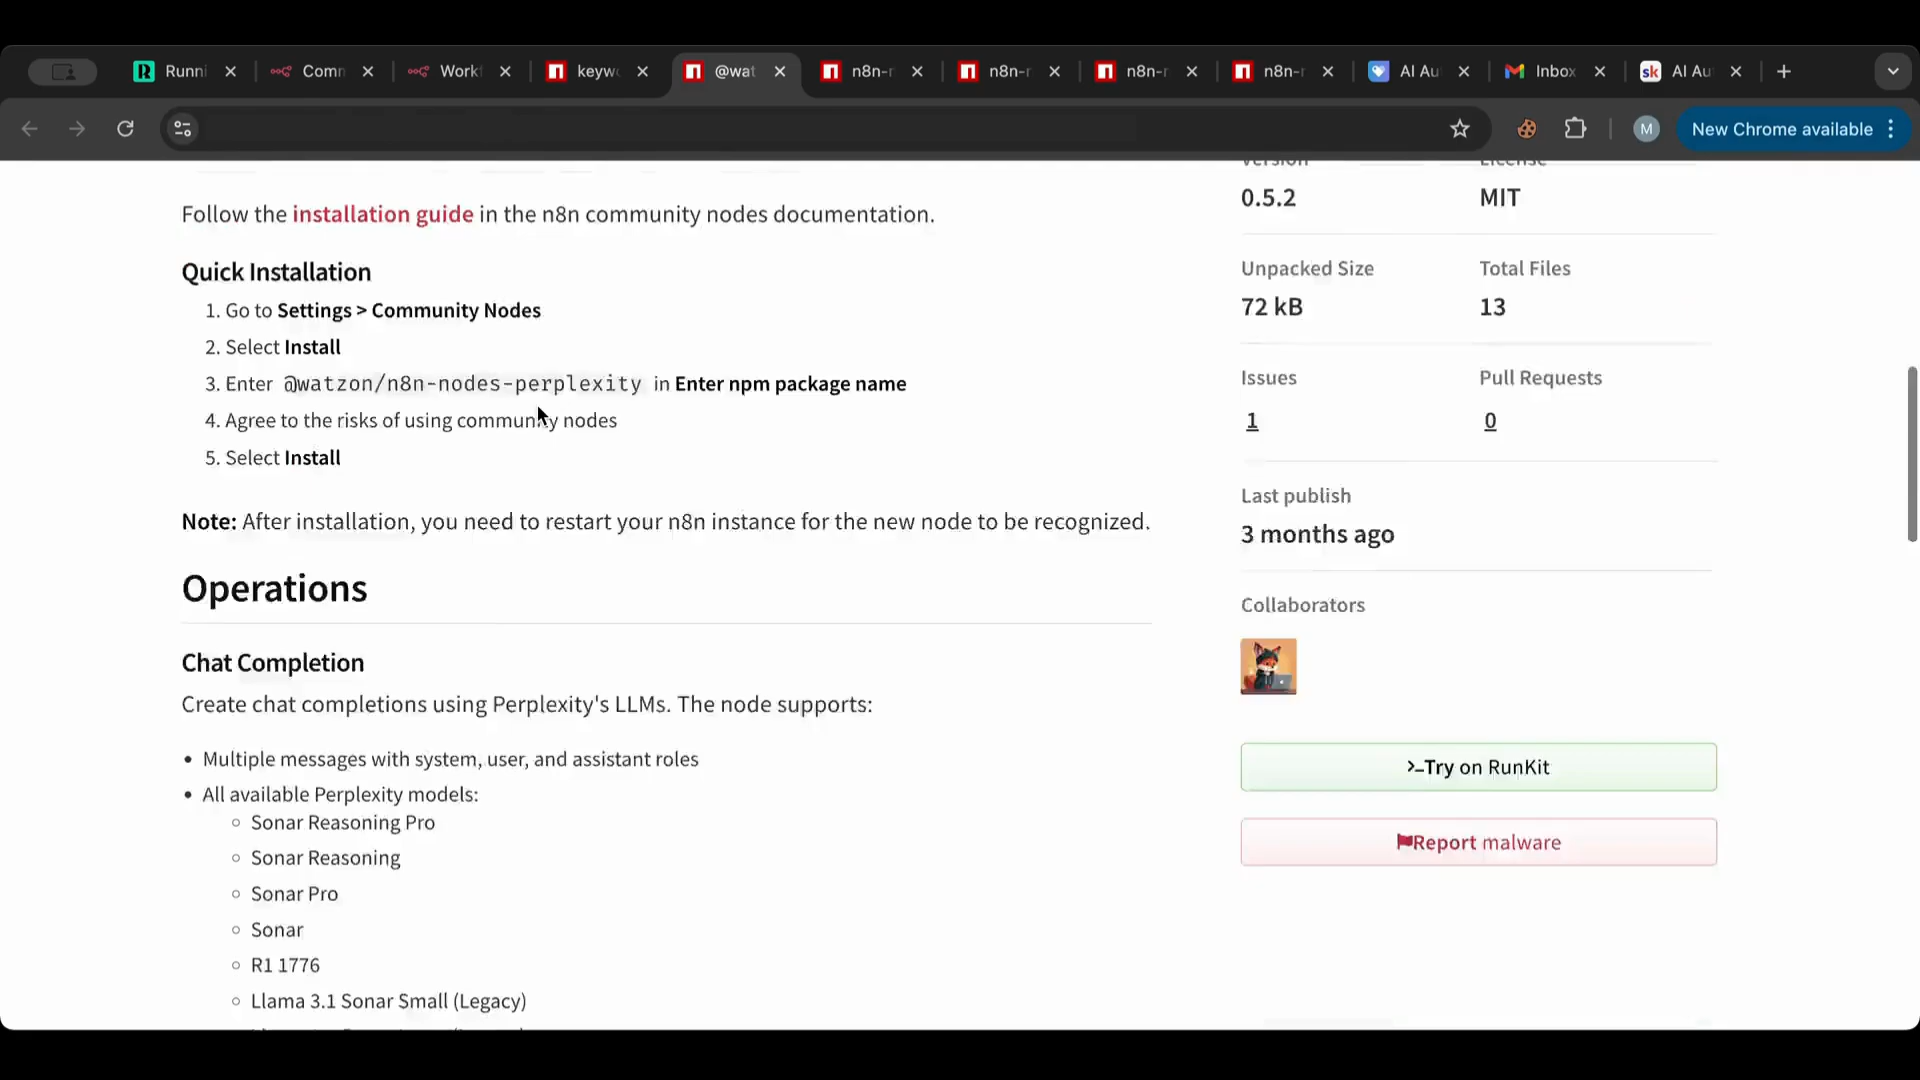 Runni
Comm
Workf
keywo
@wat
n8n-r
n8n-r
n8n-r
n8n-r
AI Au
Inbox
sk
AI Au
M
New Chrome available
Version
License
0.5.2
MIT
Follow the installation guide in the n8n community nodes documentation.
Quick Installation
1. Go to Settings > Community Nodes
2. Select Install
3. Enter @watzon/n8n-nodes-perplexity in Enter npm package name
4. Agree to the risks of using community nodes
5. Select Install
Note: After installation, you need to restart your n8n instance for the new node to be recognized.
Operations
Chat Completion
Create chat completions using Perplexity's LLMs. The node supports:
• Multiple messages with system, user, and assistant roles
• All available Perplexity models:
Sonar Reasoning Pro
Sonar Reasoning
Sonar Pro
Sonar
R1 1776
Llama 3.1 Sonar Small (Legacy)
Unpacked Size
Total Files
72 kB
13
Issues
Pull Requests
1
0
Last publish
3 months ago
Collaborators
>_Try on RunKit
Report malware